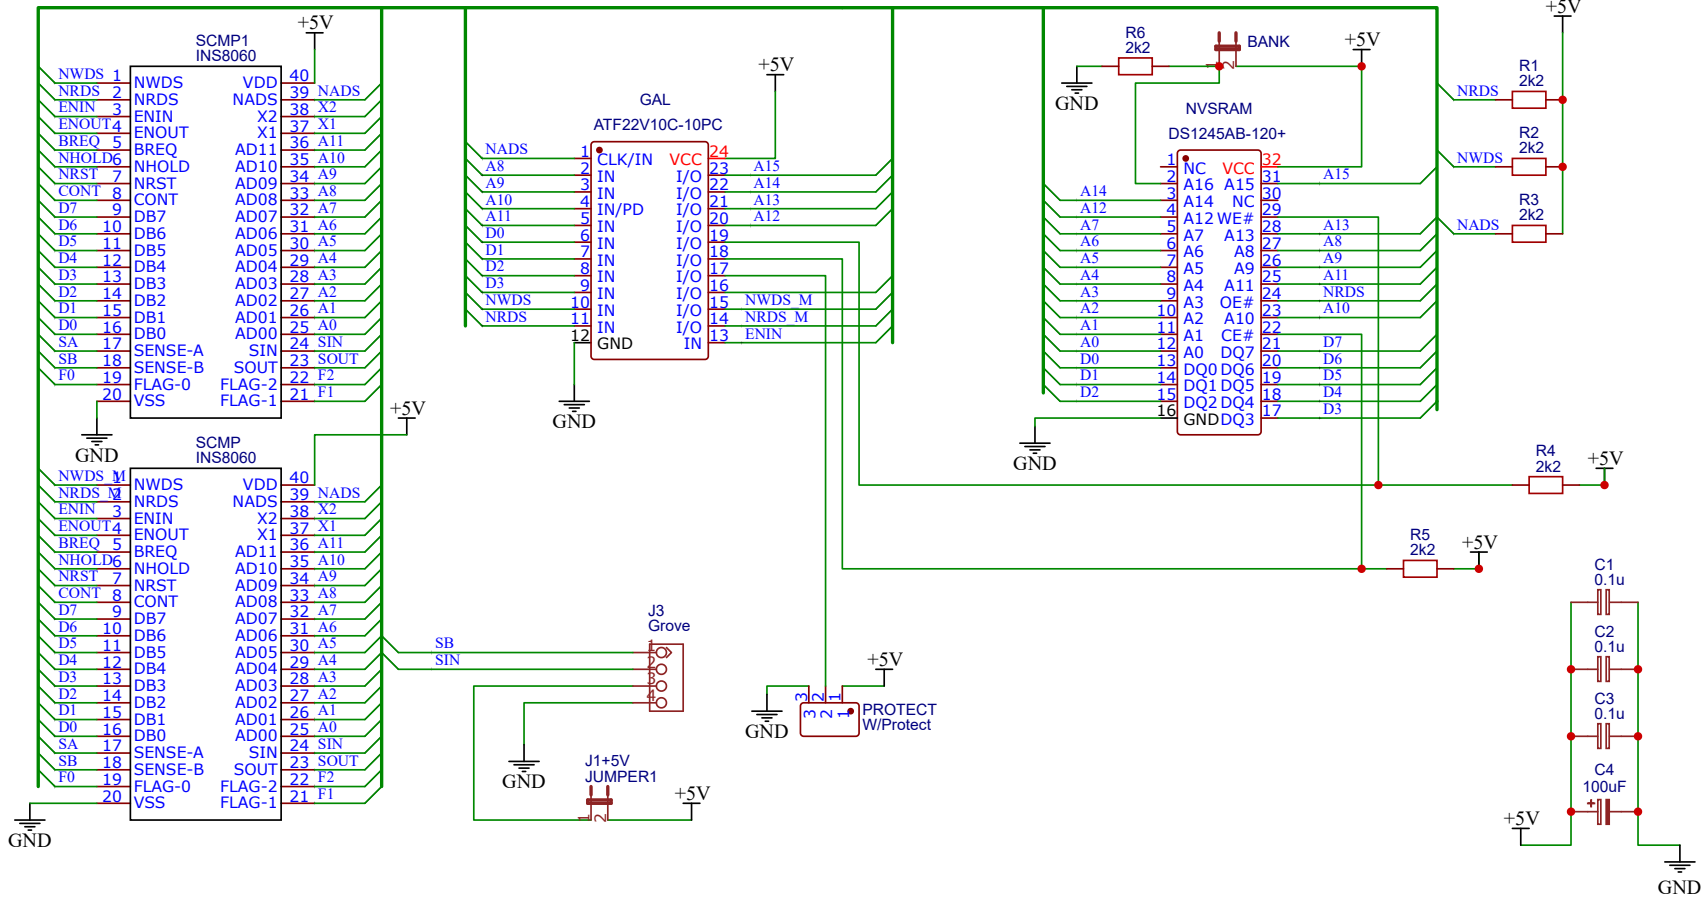 +5V
SCMP1
INS8060
NWDS 1 NWDS VDD 40
NRDS 2 NRDS NADS 39 NADS
ENIN 3 ENIN X2 38 X2
ENOUT 4 ENOUT X1 37 X1
BREQ 5 BREQ AD11 36 A11
NHOLD 6 NHOLD AD10 35 A10
NRST 7 NRST AD09 34 A9
CONT 8 CONT AD08 33 A8
D7 9 DB7 AD07 32 A7
D6 10 DB6 AD06 31 A6
D5 11 DB5 AD05 30 A5
D4 12 DB4 AD04 29 A4
D3 13 DB3 AD03 28 A3
D2 14 DB2 AD02 27 A2
D1 15 DB1 AD01 26 A1
D0 16 DB0 AD00 25 A0
SA 17 SENSE-A SIN 24 SIN
SB 18 SENSE-B SOUT 23 SOUT
F0 19 FLAG-0 FLAG-2 22 F2
20 VSS FLAG-1 21 F1
GND
+5V
SCMP
INS8060
NWDS_M 1 NWDS VDD 40
NRDS_M 2 NRDS NADS 39 NADS
ENIN 3 ENIN X2 38 X2
ENOUT 4 ENOUT X1 37 X1
BREQ 5 BREQ AD11 36 A11
NHOLD 6 NHOLD AD10 35 A10
NRST 7 NRST AD09 34 A9
CONT 8 CONT AD08 33 A8
D7 9 DB7 AD07 32 A7
D6 10 DB6 AD06 31 A6
D5 11 DB5 AD05 30 A5
D4 12 DB4 AD04 29 A4
D3 13 DB3 AD03 28 A3
D2 14 DB2 AD02 27 A2
D1 15 DB1 AD01 26 A1
D0 16 DB0 AD00 25 A0
SA 17 SENSE-A SIN 24 SIN
SB 18 SENSE-B SOUT 23 SOUT
F0 19 FLAG-0 FLAG-2 22 F2
20 VSS FLAG-1 21 F1
GND
+5V
GAL
ATF22V10C-10PC
NADS 1 CLK/IN VCC 24
A8 2 IN I/O 23 A15
A9 3 IN I/O 22 A14
A10 4 IN/PD I/O 21 A13
A11 5 IN I/O 20 A12
D0 6 IN I/O 19
D1 7 IN I/O 18
D2 8 IN I/O 17
D3 9 IN I/O 16
NWDS 10 IN I/O 15 NWDS_M
NRDS 11 IN I/O 14 NRDS_M
12 GND IN 13 ENIN
GND
R6
2k2
GND
1 2
BANK
+5V
NVSRAM
DS1245AB-120+
1 NC VCC 32
2 A16 A15 31 A15
A14 3 A14 NC 30
A12 4 A12 WE# 29
A7 5 A7 A13 28 A13
A6 6 A6 A8 27 A8
A5 7 A5 A9 26 A9
A4 8 A4 A11 25 A11
A3 9 A3 OE# 24 NRDS
A2 10 A2 A10 23 A10
A1 11 A1 CE# 22
A0 12 A0 DQ7 21 D7
D0 13 DQ0 DQ6 20 D6
D1 14 DQ1 DQ5 19 D5
D2 15 DQ2 DQ4 18 D4
16 GND DQ3 17 D3
GND
+5V
R1
2k2
NRDS
R2
2k2
NWDS
R3
2k2
NADS
R4
2k2
+5V
R5
2k2
+5V
J3
Grove
SB 1
SIN 2
3
4
GND
J1+5V
JUMPER1
1 2
+5V
+5V
3 2 1
3 2 1
PROTECT
W/Protect
GND
C1
0.1u
C2
0.1u
C3
0.1u
C4
100uF
+
+5V
GND